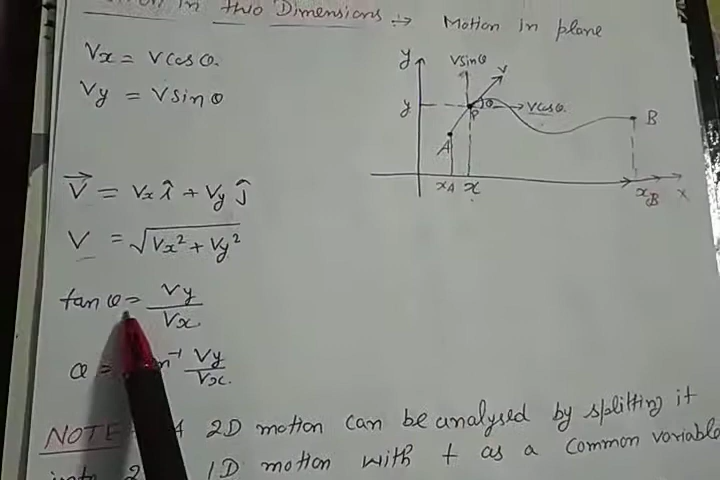 in two Dimensions :→ Motion in plane
Vx = V cos θ.
Vy = V sin θ
V⃗ = Vx î + Vy ĵ
V = √Vx² + Vy²
tan θ = Vy / Vx
θ = Vy / Vx.
NOTE A 2D motion can be analysed by splitting it
2 1D motion with t as a common variable
y
V sin θ
V
y
P
θ
V cos θ.
A
B
xA
x
xB
x